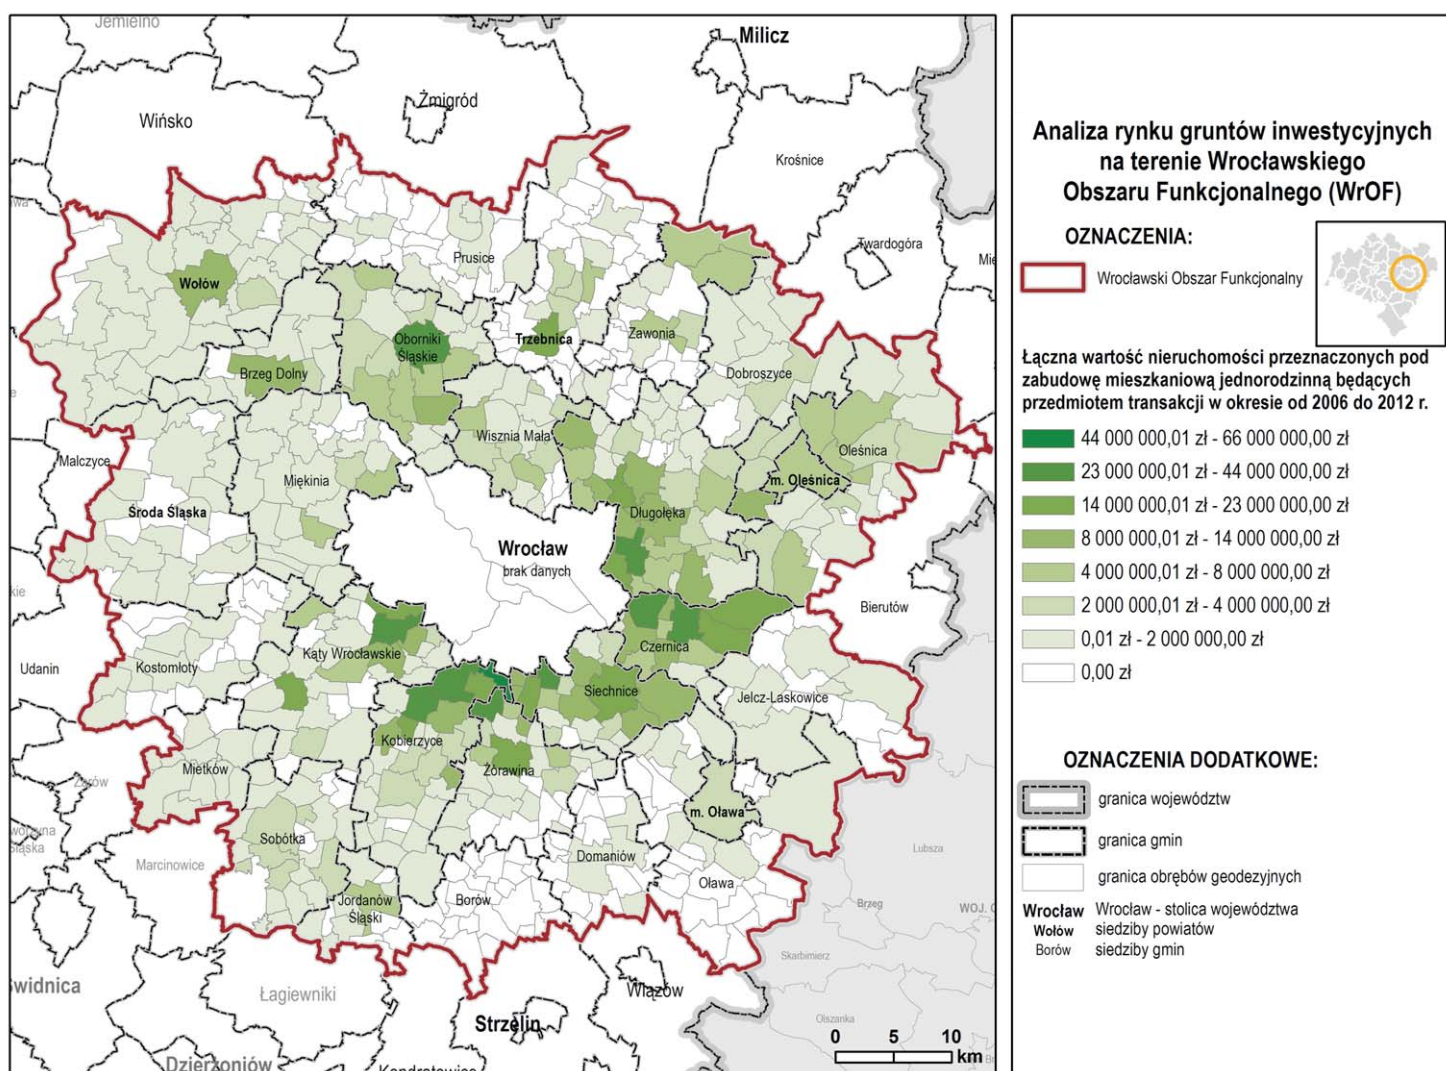 Jemielno
Milicz
Żmigród
Wińsko
Krośnice
Twardogóra
Prusice
Wołów
Oborniki
Śląskie
Trzebnica
Zawonia
Brzeg Dolny
Dobroszyce
Wisznia Mała
Oleśnica
Malczyce
Miękinia
m. Oleśnica
Środa Śląska
Długołęka
Wrocław
brak danych
Bierutów
Udanin
Kostomłoty
Kąty Wrocławskie
Czernica
Siechnice
Jelcz-Laskowice
Kobierzyce
Mietków
Żórawina
Żarów
m. Oława
Sobótka
Marcinowice
Domaniów
Lubsza
Oława
Jordanów
Śląski
Borów
Brzeg
WOJ. O
Skarbimierz
Świdnica
Łagiewniki
Wiązów
Strzelin
Olszanka
Dzierżoniów
Kondratowice
0 5 10
km
Analiza rynku gruntów inwestycyjnych
na terenie Wrocławskiego
Obszaru Funkcjonalnego (WrOF)
OZNACZENIA:
Wrocławski Obszar Funkcjonalny
Łączna wartość nieruchomości przeznaczonych pod
zabudowę mieszkaniową jednorodzinną będących
przedmiotem transakcji w okresie od 2006 do 2012 r.
44 000 000,01 zł - 66 000 000,00 zł
23 000 000,01 zł - 44 000 000,00 zł
14 000 000,01 zł - 23 000 000,00 zł
8 000 000,01 zł - 14 000 000,00 zł
4 000 000,01 zł - 8 000 000,00 zł
2 000 000,01 zł - 4 000 000,00 zł
0,01 zł - 2 000 000,00 zł
0,00 zł
OZNACZENIA DODATKOWE:
granica województw
granica gmin
granica obrębów geodezyjnych
Wrocław Wrocław - stolica województwa
Wołów siedziby powiatów
Borów siedziby gmin